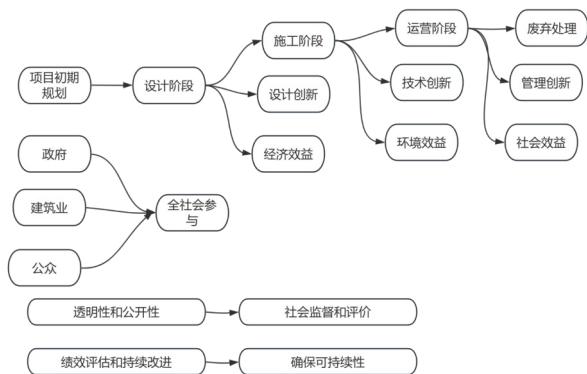 施工阶段
运营阶段
废弃处理
项目初期
规划
设计阶段
设计创新
技术创新
管理创新
经济效益
环境效益
社会效益
政府
建筑业
公众
全社会参
与
透明性和公开性
社会监督和评价
绩效评估和持续改进
确保可持续性